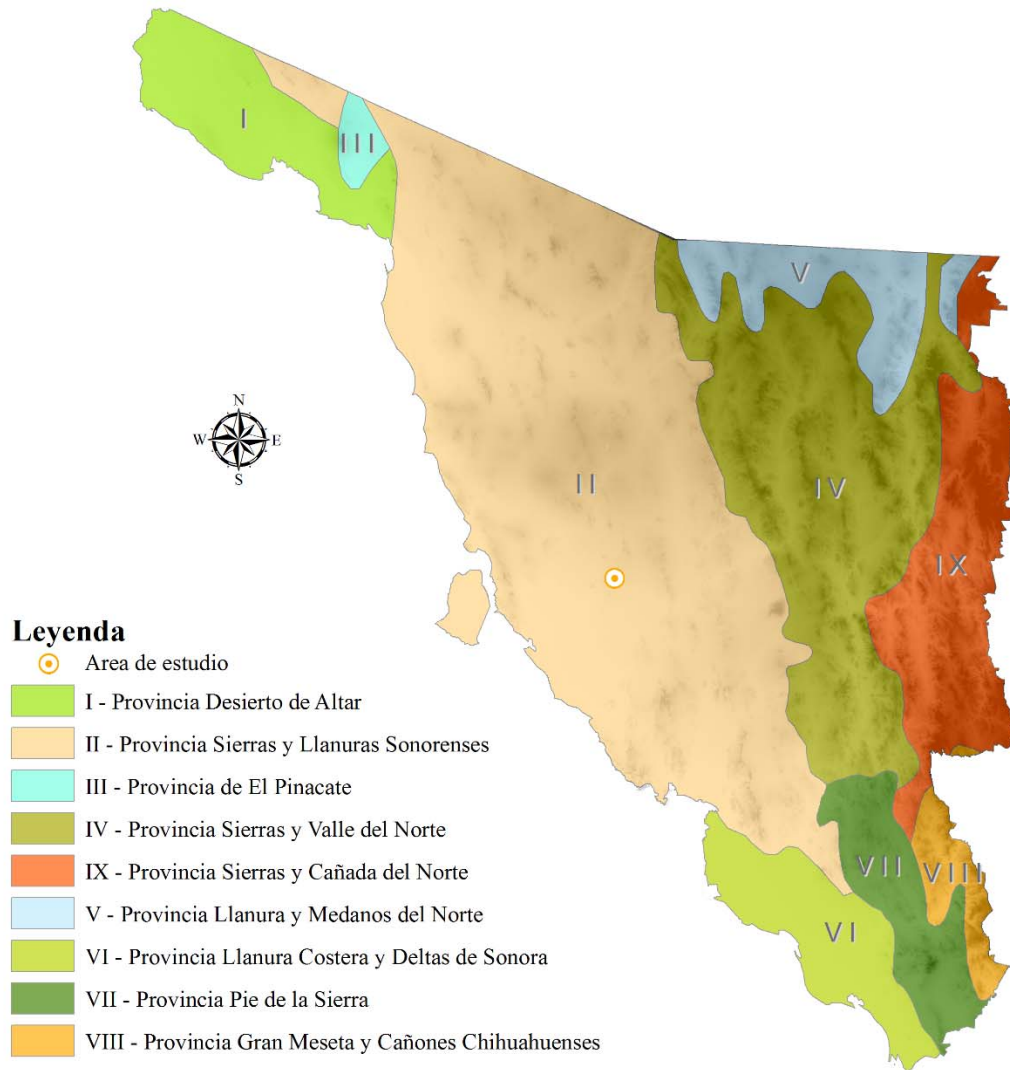 I
III
V
II
IV
IX
N
W E
S
VII
VIII
VI
Leyenda
Area de estudio
I - Provincia Desierto de Altar
II - Provincia Sierras y Llanuras Sonorenses
III - Provincia de El Pinacate
IV - Provincia Sierras y Valle del Norte
IX - Provincia Sierras y Cañada del Norte
V - Provincia Llanura y Medanos del Norte
VI - Provincia Llanura Costera y Deltas de Sonora
VII - Provincia Pie de la Sierra
VIII - Provincia Gran Meseta y Cañones Chihuahuenses